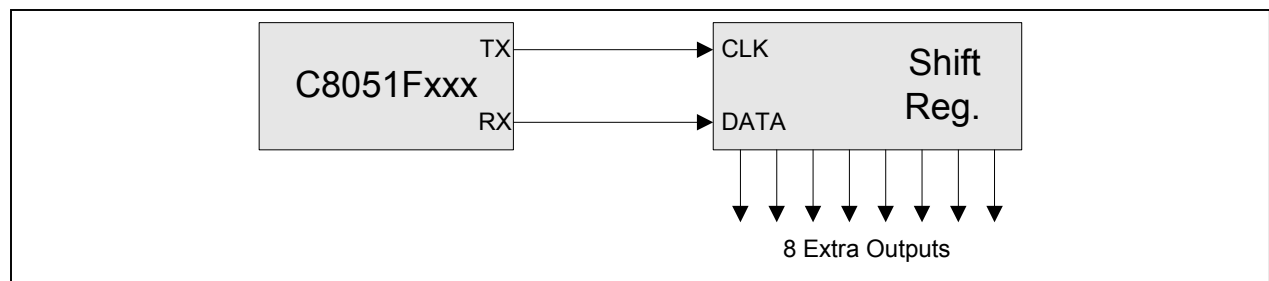 TX
CLK
C8051Fxxx
Shift
Reg.
RX
DATA
8 Extra Outputs